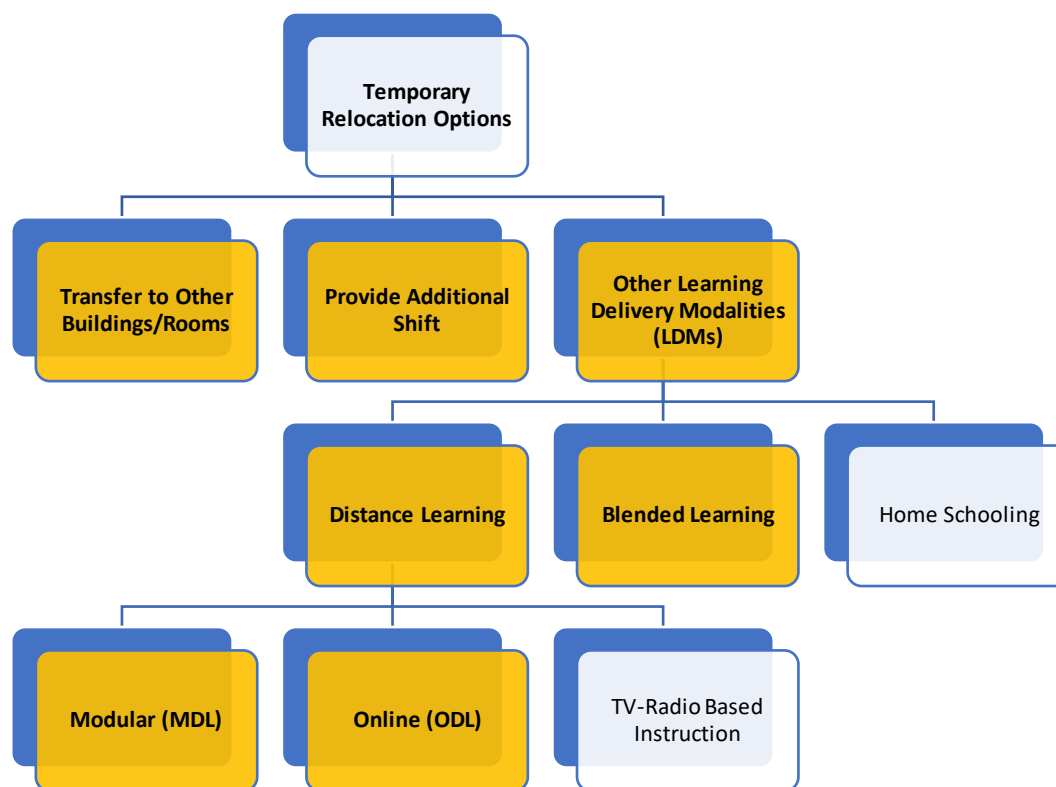 Temporary
Relocation Options
Transfer to Other
Buildings/Rooms
Provide Additional
Shift
Other Learning
Delivery Modalities
(LDMs)
Distance Learning
Blended Learning
Home Schooling
Modular (MDL)
Online (ODL)
TV-Radio Based
Instruction